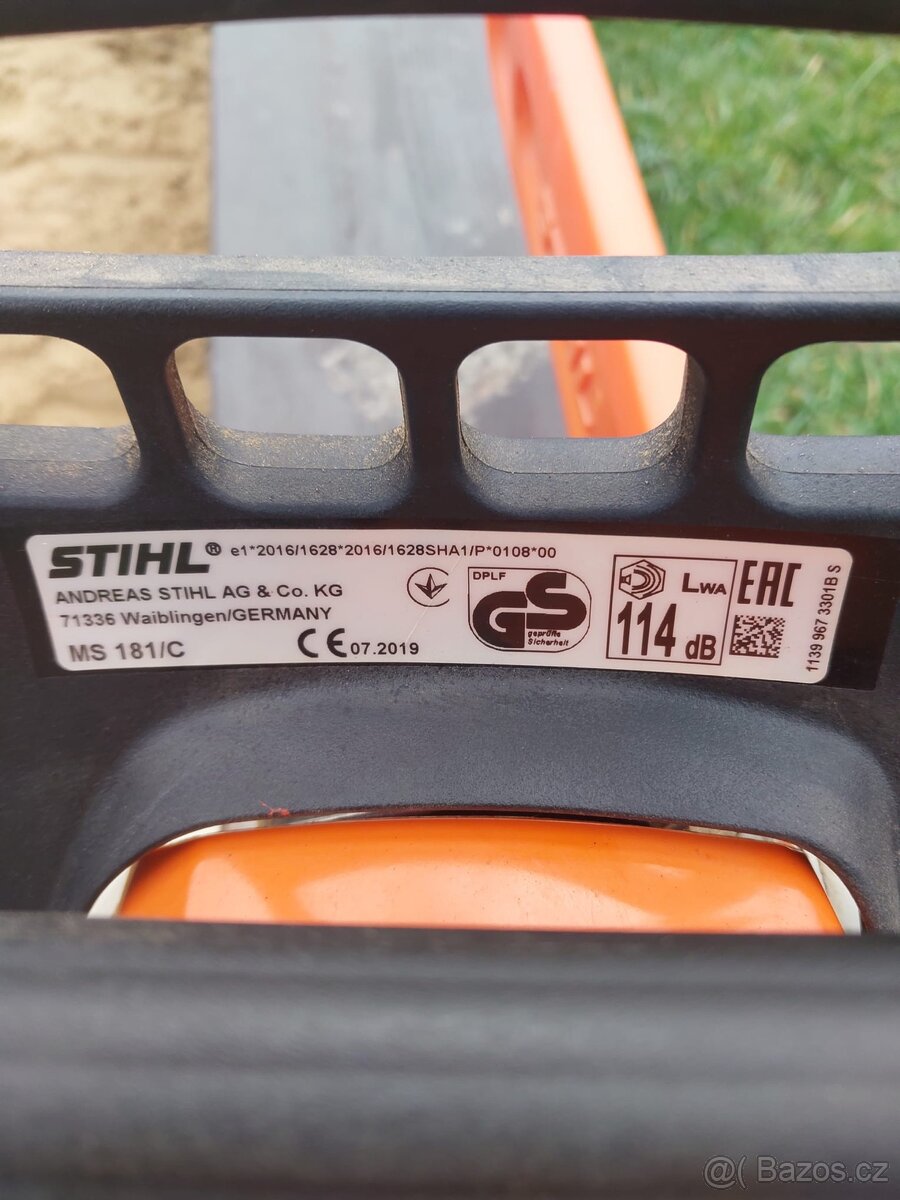 STIHL® e1*2016/1628*2016/1628SHA1/P*0108*00
ANDREAS STIHL AG & Co. KG
71336 Waiblingen/GERMANY
MS 181/C
CE 07.2019
DPLF
GS
geprüfte
Sicherheit
LWA
114 dB
EAC
1139 967 3301 B S
@( Bazos.cz